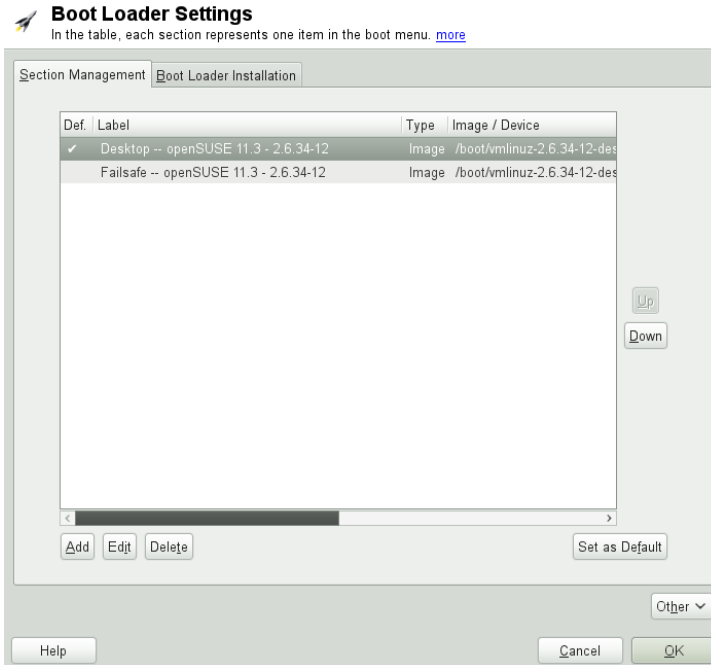 Boot Loader Settings
In the table, each section represents one item in the boot menu. more
Section Management Boot Loader Installation
Def. Label Type Image / Device
✔ Desktop -- openSUSE 11.3 - 2.6.34-12 Image /boot/vmlinuz-2.6.34-12-des
Failsafe -- openSUSE 11.3 - 2.6.34-12 Image /boot/vmlinuz-2.6.34-12-des
Up
Down
Add Edit Delete Set as Default
Other
Help Cancel OK